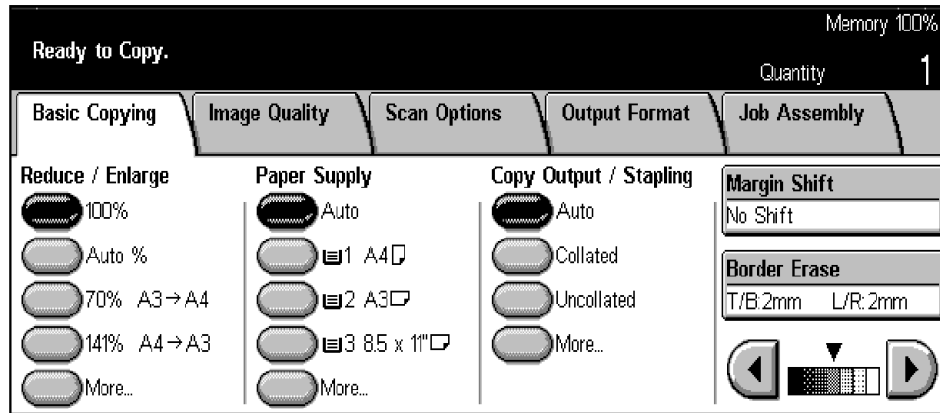 Memory 100%
Ready to Copy.
Quantity 1
Basic Copying Image Quality Scan Options Output Format Job Assembly
Reduce / Enlarge
100%
Auto %
70% A3→A4
141% A4→A3
More...
Paper Supply
Auto
1 A4
2 A3
3 8.5 x 11"
More...
Copy Output / Stapling
Auto
Collated
Uncollated
More...
Margin Shift
No Shift
Border Erase
T/B:2mm L/R:2mm